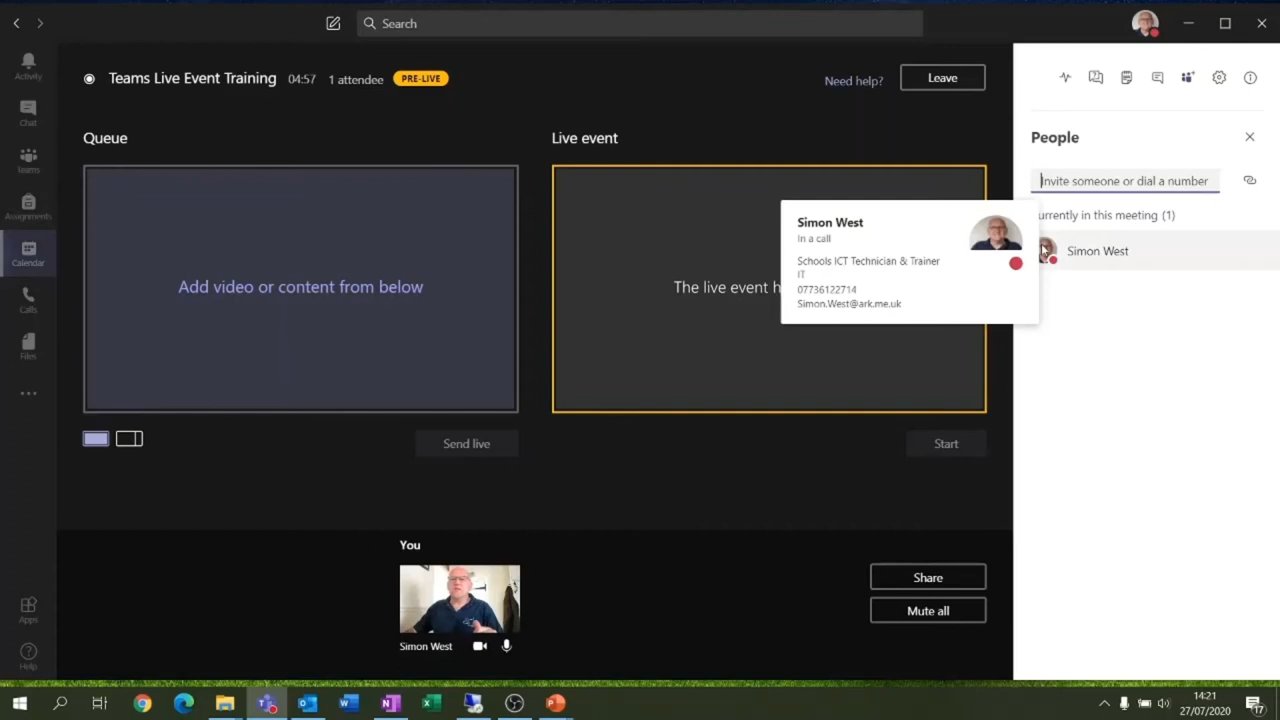 Search
Activity
Chat
Teams
Assignments
Calendar
Calls
Files
Apps
Help
Teams Live Event Training 04:57 1 attendee PRE-LIVE
Need help? Leave
Queue
Live event
Add video or content from below
The live event h
Send live
Start
You
Simon West
Share
Mute all
People
Invite someone or dial a number
urrently in this meeting (1)
Simon West
Simon West
In a call
Schools ICT Technician & Trainer
IT
07736122714
Simon.West@ark.me.uk
14:21
27/07/2020
17